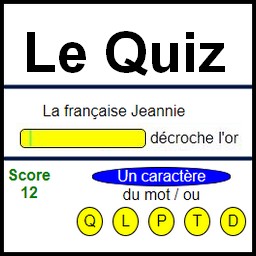 Le Quiz
La française Jeannie
décroche l'or
Score
12
Un caractère
du mot / ou
Q L P T D